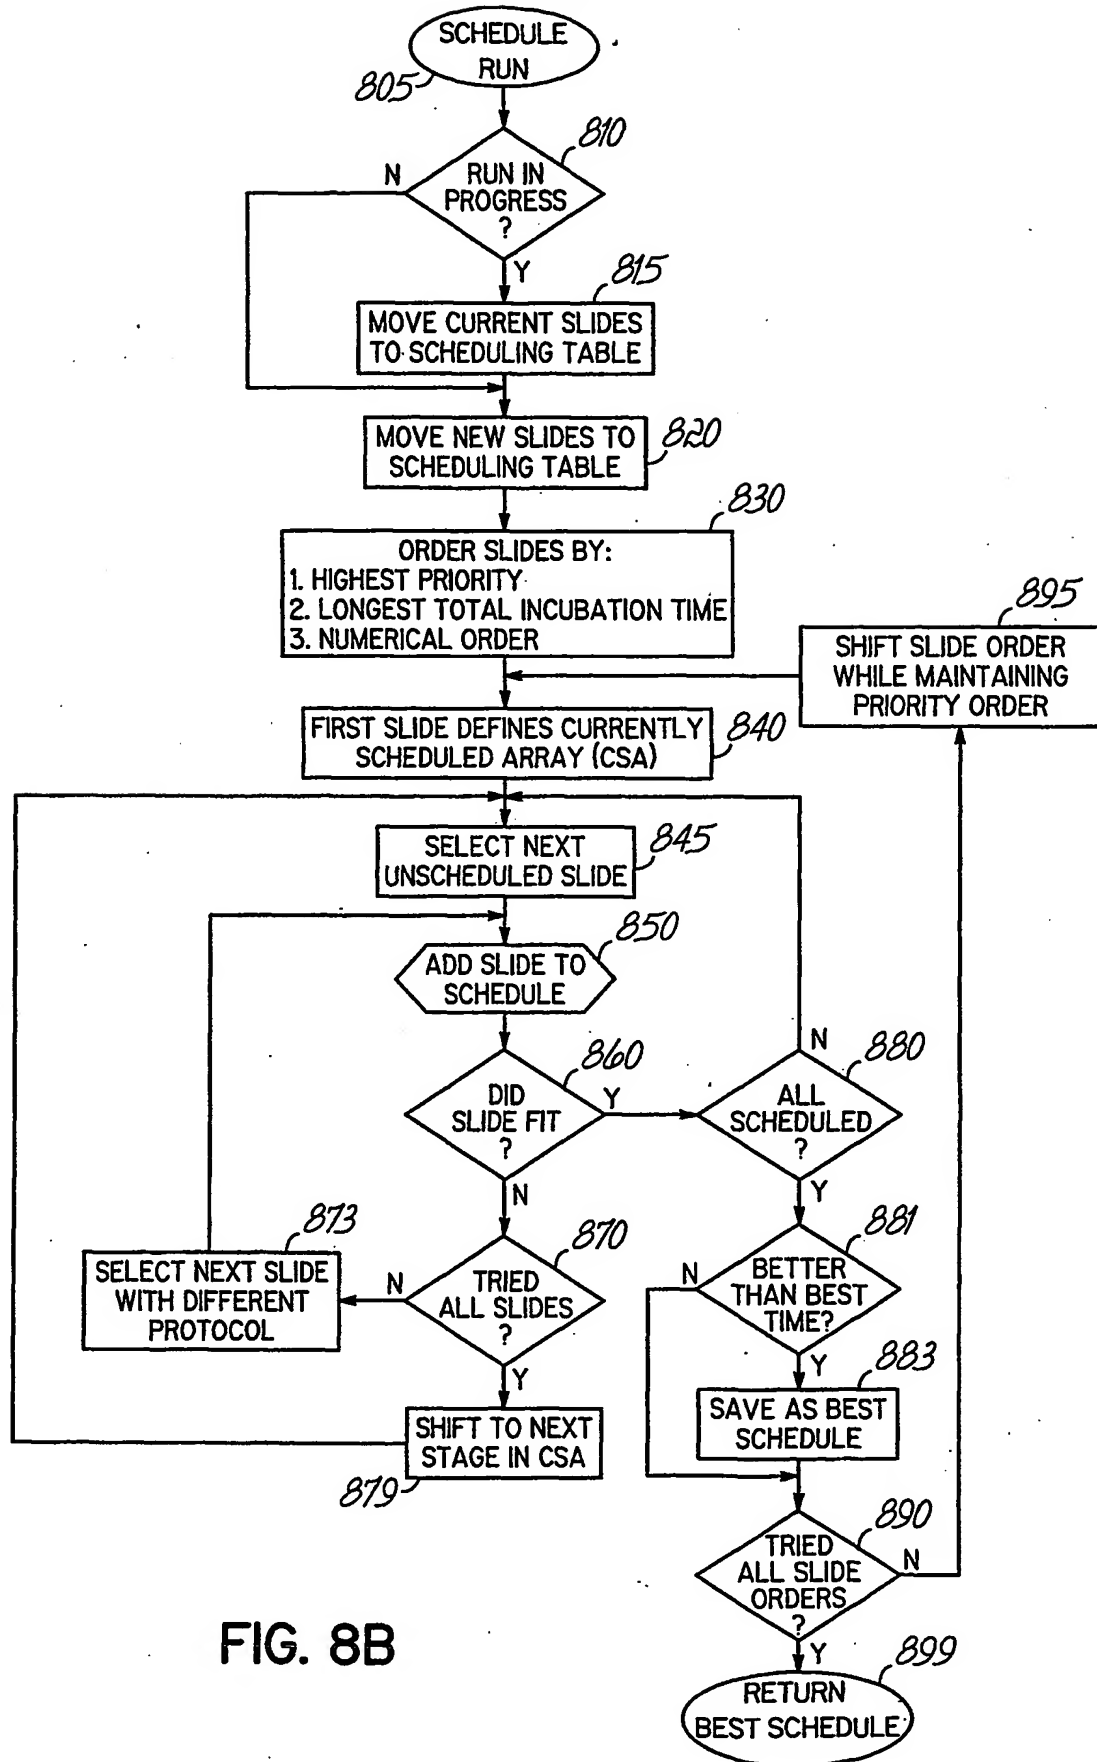 SCHEDULE
RUN
805
810
RUN IN
PROGRESS
?
N
Y
815
MOVE CURRENT SLIDES
TO SCHEDULING TABLE
MOVE NEW SLIDES TO
SCHEDULING TABLE
820
830
ORDER SLIDES BY:
1. HIGHEST PRIORITY
2. LONGEST TOTAL INCUBATION TIME
3. NUMERICAL ORDER
895
SHIFT SLIDE ORDER
WHILE MAINTAINING
PRIORITY ORDER
FIRST SLIDE DEFINES CURRENTLY
SCHEDULED ARRAY (CSA)
840
SELECT NEXT
UNSCHEDULED SLIDE
845
850
ADD SLIDE TO
SCHEDULE
860
DID
SLIDE FIT
?
Y
N
N
880
ALL
SCHEDULED
?
Y
873
SELECT NEXT SLIDE
WITH DIFFERENT
PROTOCOL
870
TRIED
ALL SLIDES
?
N
Y
881
BETTER
THAN BEST
TIME?
N
Y
883
SAVE AS BEST
SCHEDULE
SHIFT TO NEXT
STAGE IN CSA
879
890
TRIED
ALL SLIDE
ORDERS
?
N
Y
899
RETURN
BEST SCHEDULE
FIG. 8B